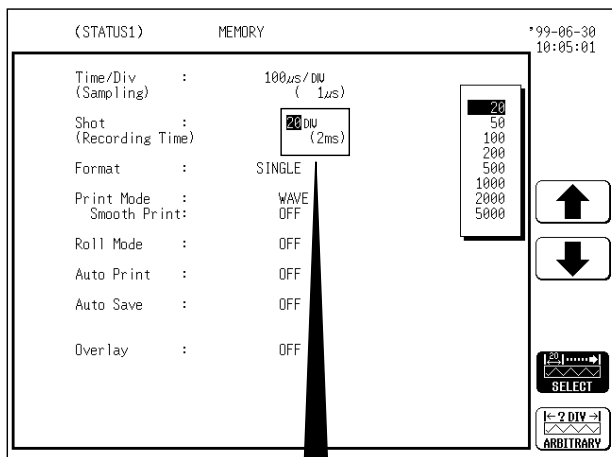 (STATUS1) MEMORY '99-06-30
10:05:01
Time/Div : 100µs/DIV
(Sampling) ( 1µs)
Shot : 20DIV
(Recording Time) (2ms)
Format : SINGLE
Print Mode : WAVE
Smooth Print: OFF
Roll Mode : OFF
Auto Print : OFF
Auto Save : OFF
Overlay : OFF
20
50
100
200
500
1000
2000
5000
20
SELECT
? DIV
ARBITRARY